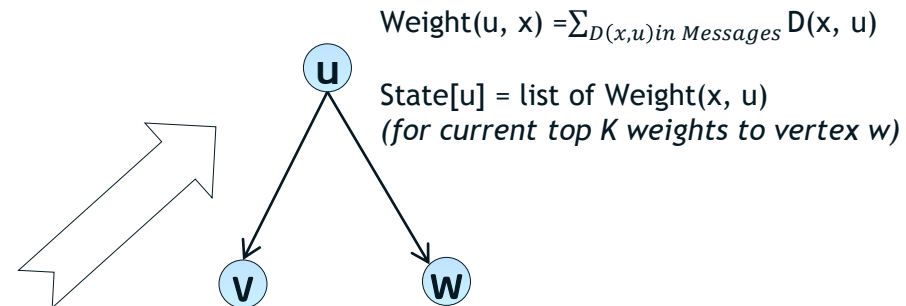 Weight(u, x) =∑D(x,u)in Messages D(x, u)
u
State[u] = list of Weight(x, u)
(for current top K weights to vertex w)
v
w